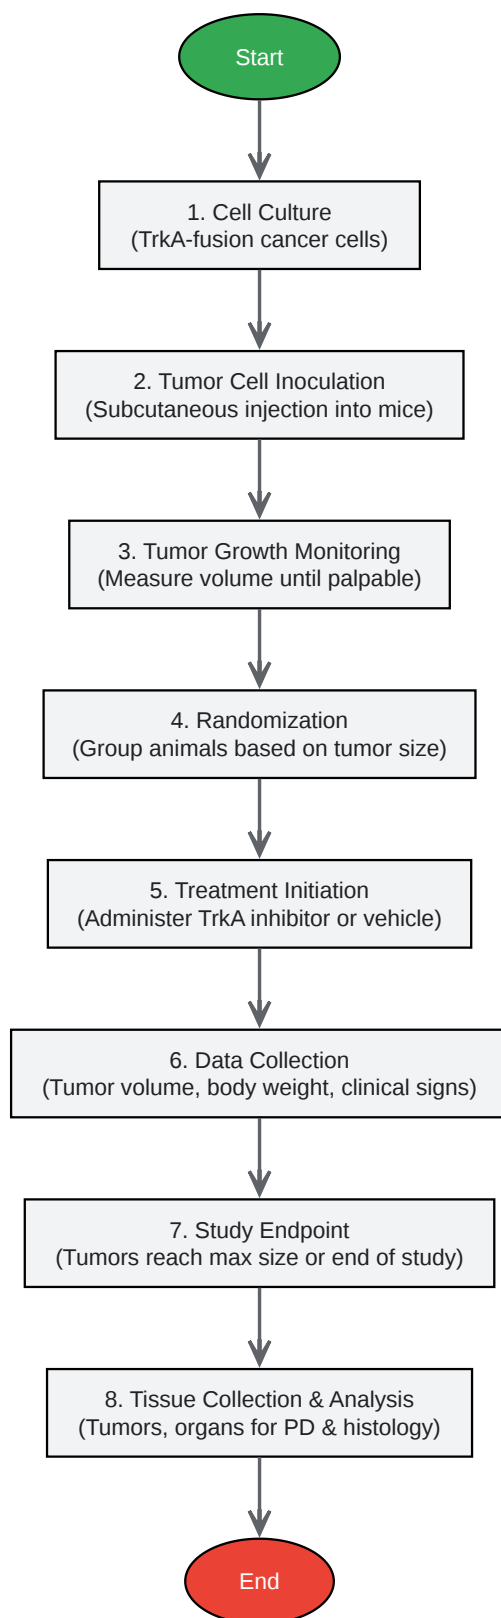 Start
1. Cell Culture
(TrkA-fusion cancer cells)
2. Tumor Cell Inoculation
(Subcutaneous injection into mice)
3. Tumor Growth Monitoring
(Measure volume until palpable)
4. Randomization
(Group animals based on tumor size)
5. Treatment Initiation
(Administer TrkA inhibitor or vehicle)
6. Data Collection
(Tumor volume, body weight, clinical signs)
7. Study Endpoint
(Tumors reach max size or end of study)
8. Tissue Collection & Analysis
(Tumors, organs for PD & histology)
End